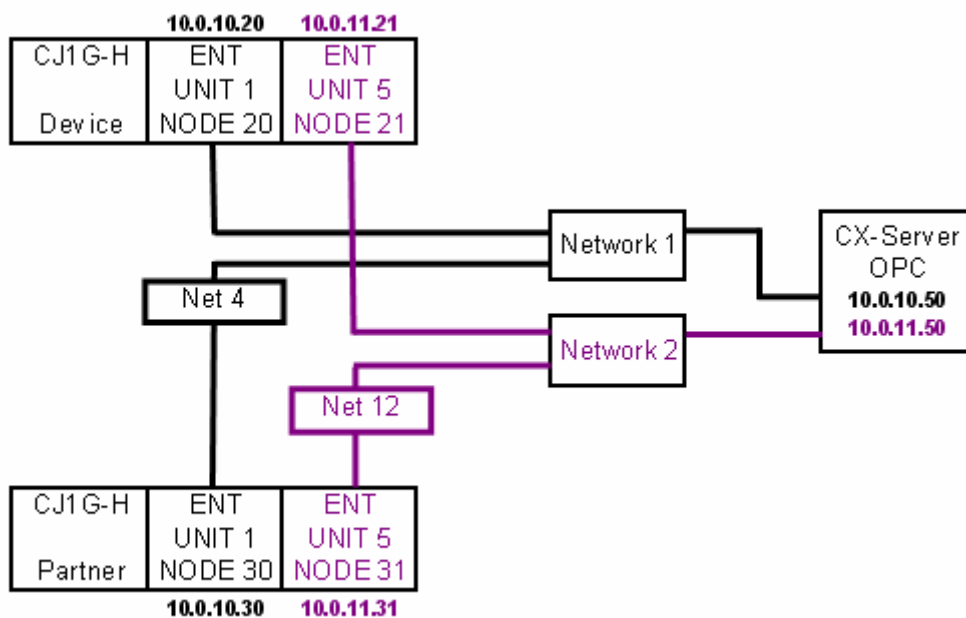 10.0.10.20 10.0.11.21
CJ1G-H ENT ENT
UNIT 1 UNIT 5
Device NODE 20 NODE 21
Network 1
CX-Server
OPC
10.0.10.50
10.0.11.50
Net 4
Network 2
Net 12
CJ1G-H ENT ENT
UNIT 1 UNIT 5
Partner NODE 30 NODE 31
10.0.10.30 10.0.11.31